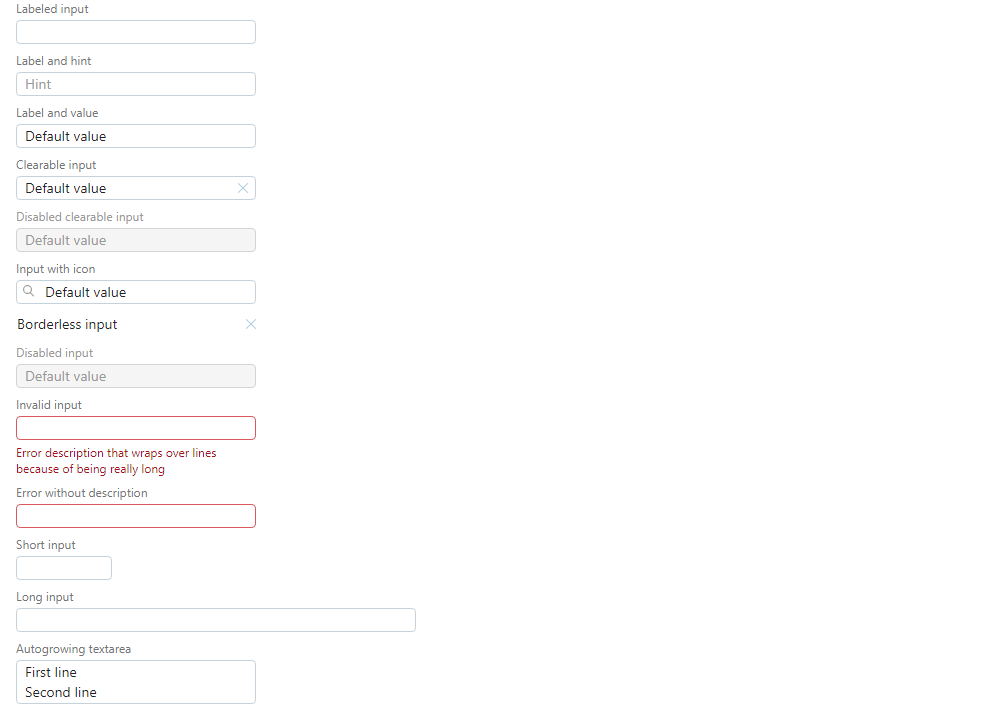 Labeled input
Label and hint
Hint
Label and value
Default value
Clearable input
Default value
Disabled clearable input
Default value
Input with icon
Default value
Borderless input
Disabled input
Default value
Invalid input
Error description that wraps over lines
because of being really long
Error without description
Short input
Long input
Autogrowing textarea
First line
Second line